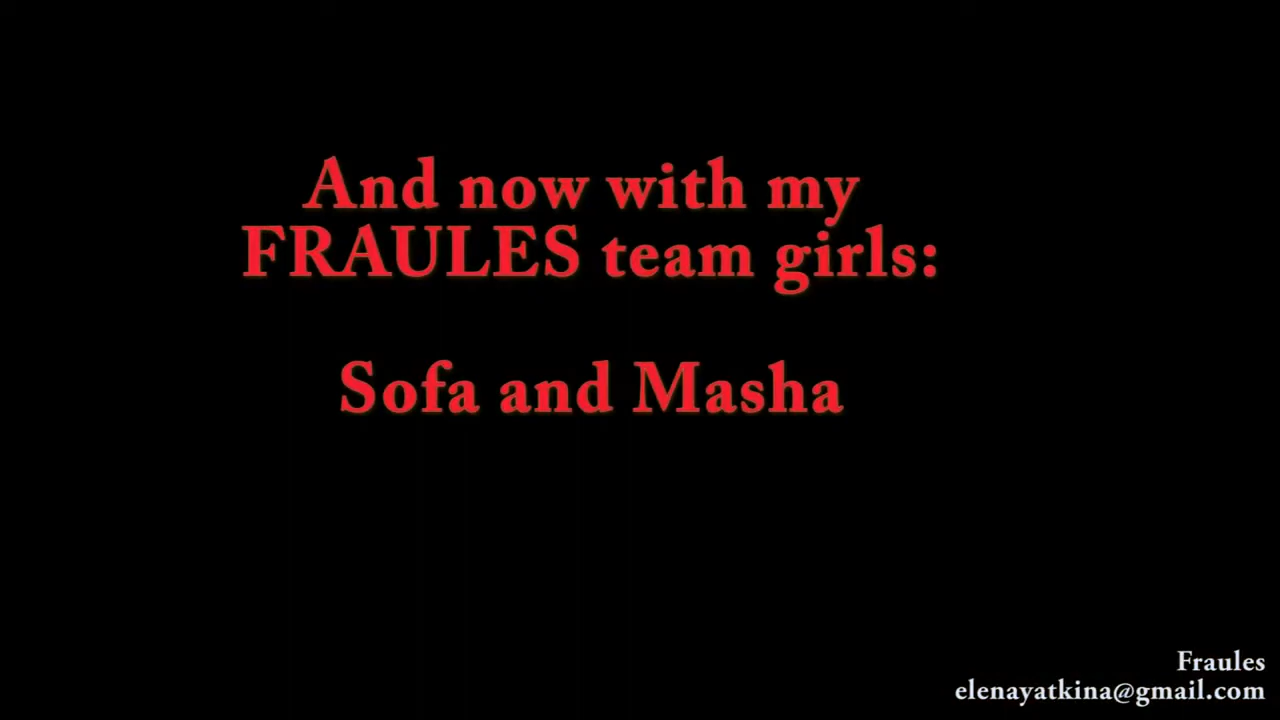 And now with my
FRAULES team girls:
Sofa and Masha
Fraules
elenayatkina@gmail.com